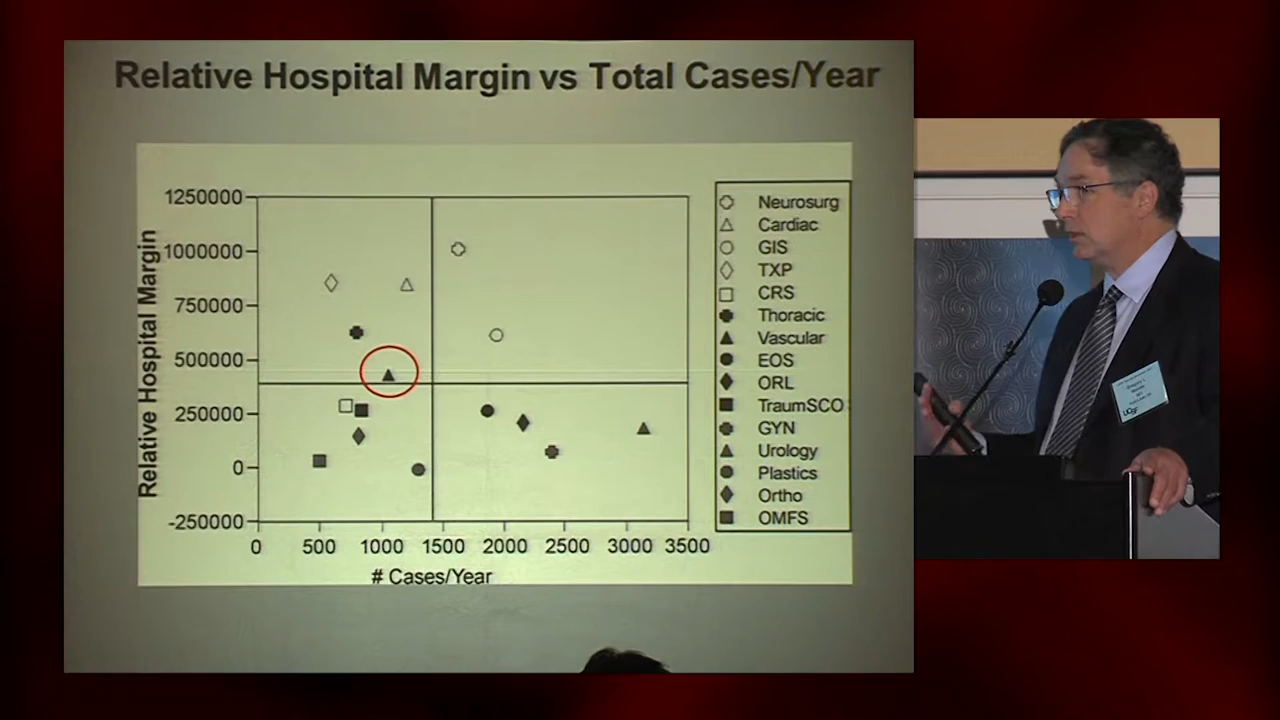 Relative Hospital Margin vs Total Cases/Year
Relative Hospital Margin
1250000
1000000
750000
500000
250000
0
-250000
0 500 1000 1500 2000 2500 3000 3500
# Cases/Year
Neurosurg
Cardiac
GIS
TXP
CRS
Thoracic
Vascular
EOS
ORL
TraumSCO
GYN
Urology
Plastics
Ortho
OMFS
Gregory L.
UCSF